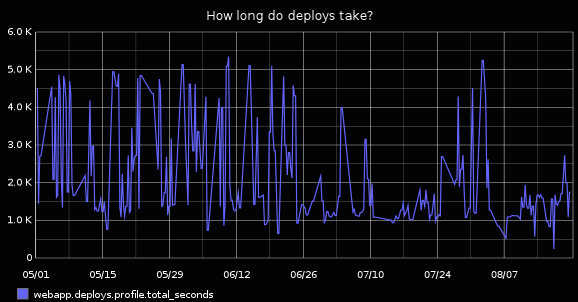 How long do deploys take?
6.0 K
5.0 K
4.0 K
3.0 K
2.0 K
1.0 K
0
05/01 05/15 05/29 06/12 06/26 07/10 07/24 08/07
webapp.deploys.profile.total_seconds